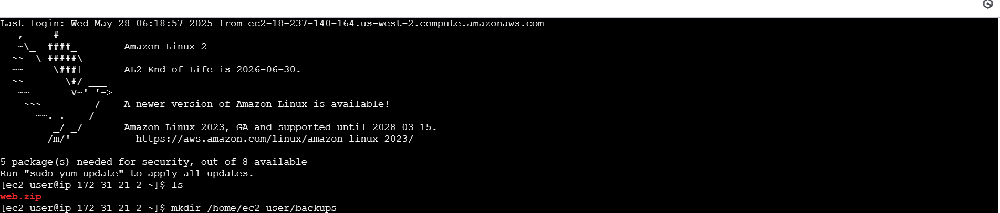 Last login: Wed May 28 06:18:57 2025 from ec2-18-237-140-164.us-west-2.compute.amazonaws.com
   ,     #_
   ~\_  ####_        Amazon Linux 2
  ~~  \_#####\
  ~~     \###|       AL2 End of Life is 2026-06-30.
  ~~       \#/ ___
   ~~       V~' '->
    ~~~         /    A newer version of Amazon Linux is available!
      ~~._.   _/
         _/ _/       Amazon Linux 2023, GA and supported until 2028-03-15.
       _/m/'           https://aws.amazon.com/linux/amazon-linux-2023/

5 package(s) needed for security, out of 8 available
Run "sudo yum update" to apply all updates.
[ec2-user@ip-172-31-21-2 ~]$ ls
web.zip
[ec2-user@ip-172-31-21-2 ~]$ mkdir /home/ec2-user/backups